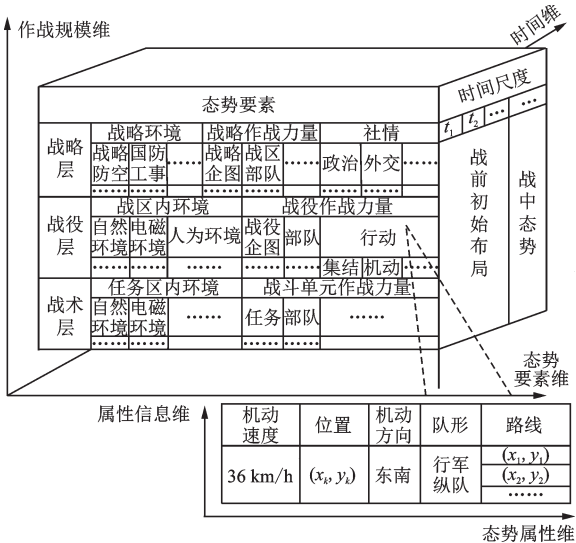 作战规模维
时间维
态势要素
时间尺度
t1 t2 …… ……
战略层
战略环境 战略作战力量 社情
战略防空 国防工事 …… 战略企图 战区部队 …… 政治 外交 ……
…… …… …… …… …… ……
战役层
战区内环境 战役作战力量
自然环境 电磁环境 人为环境 战役企图 部队 行动
…… …… …… …… …… 集结 机动 ……
战术层
任务区内环境 战斗单元作战力量
自然环境 电磁环境 …… 任务 部队 ……
…… ……
战前初始布局
战中态势
态势要素维
属性信息维
机动速度 位置 机动方向 队形 路线
36 km/h (xk, yk) 东南 行军纵队 (x1, y1)
(x2, y2)
……
态势属性维